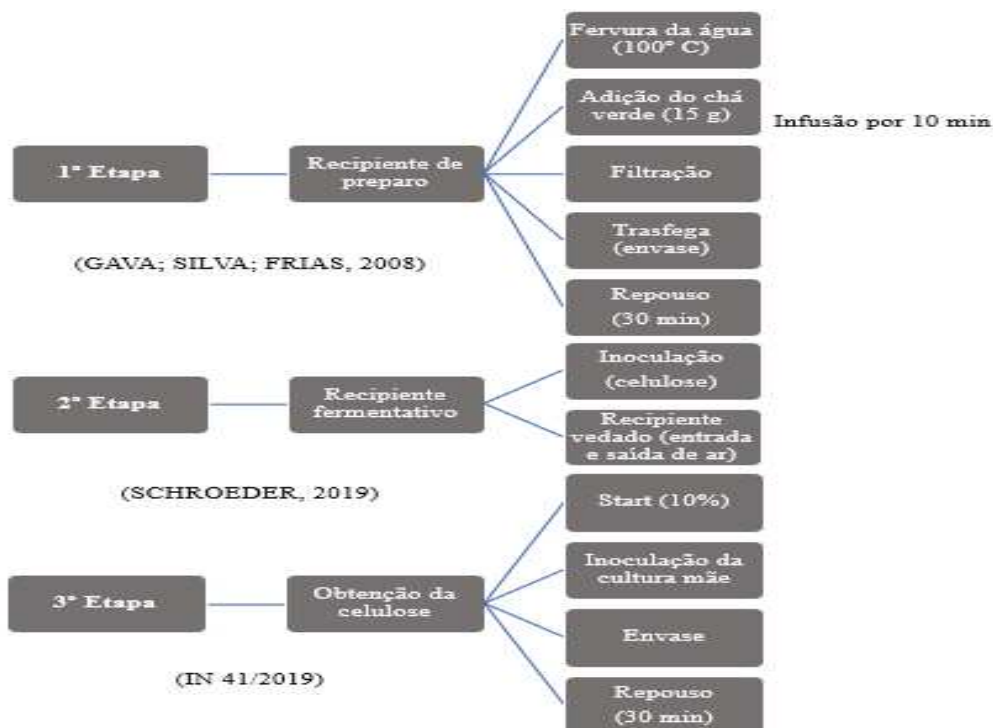 Fervura da água
(100° C)
Adição do chá
verde (15 g)
Infusão por 10 min
1ª Etapa
Recipiente de
preparo
Filtração
Trasfega
(envase)
(GAVA; SILVA; FRIAS, 2008)
Repouso
(30 min)
Inoculação
(celulose)
2ª Etapa
Recipiente
fermentativo
Recipiente
vedado (entrada
e saída de ar)
(SCHROEDER, 2019)
Start (10%)
Inoculação da
cultura mãe
3ª Etapa
Obtenção da
celulose
Envase
(IN 41/2019)
Repouso
(30 min)